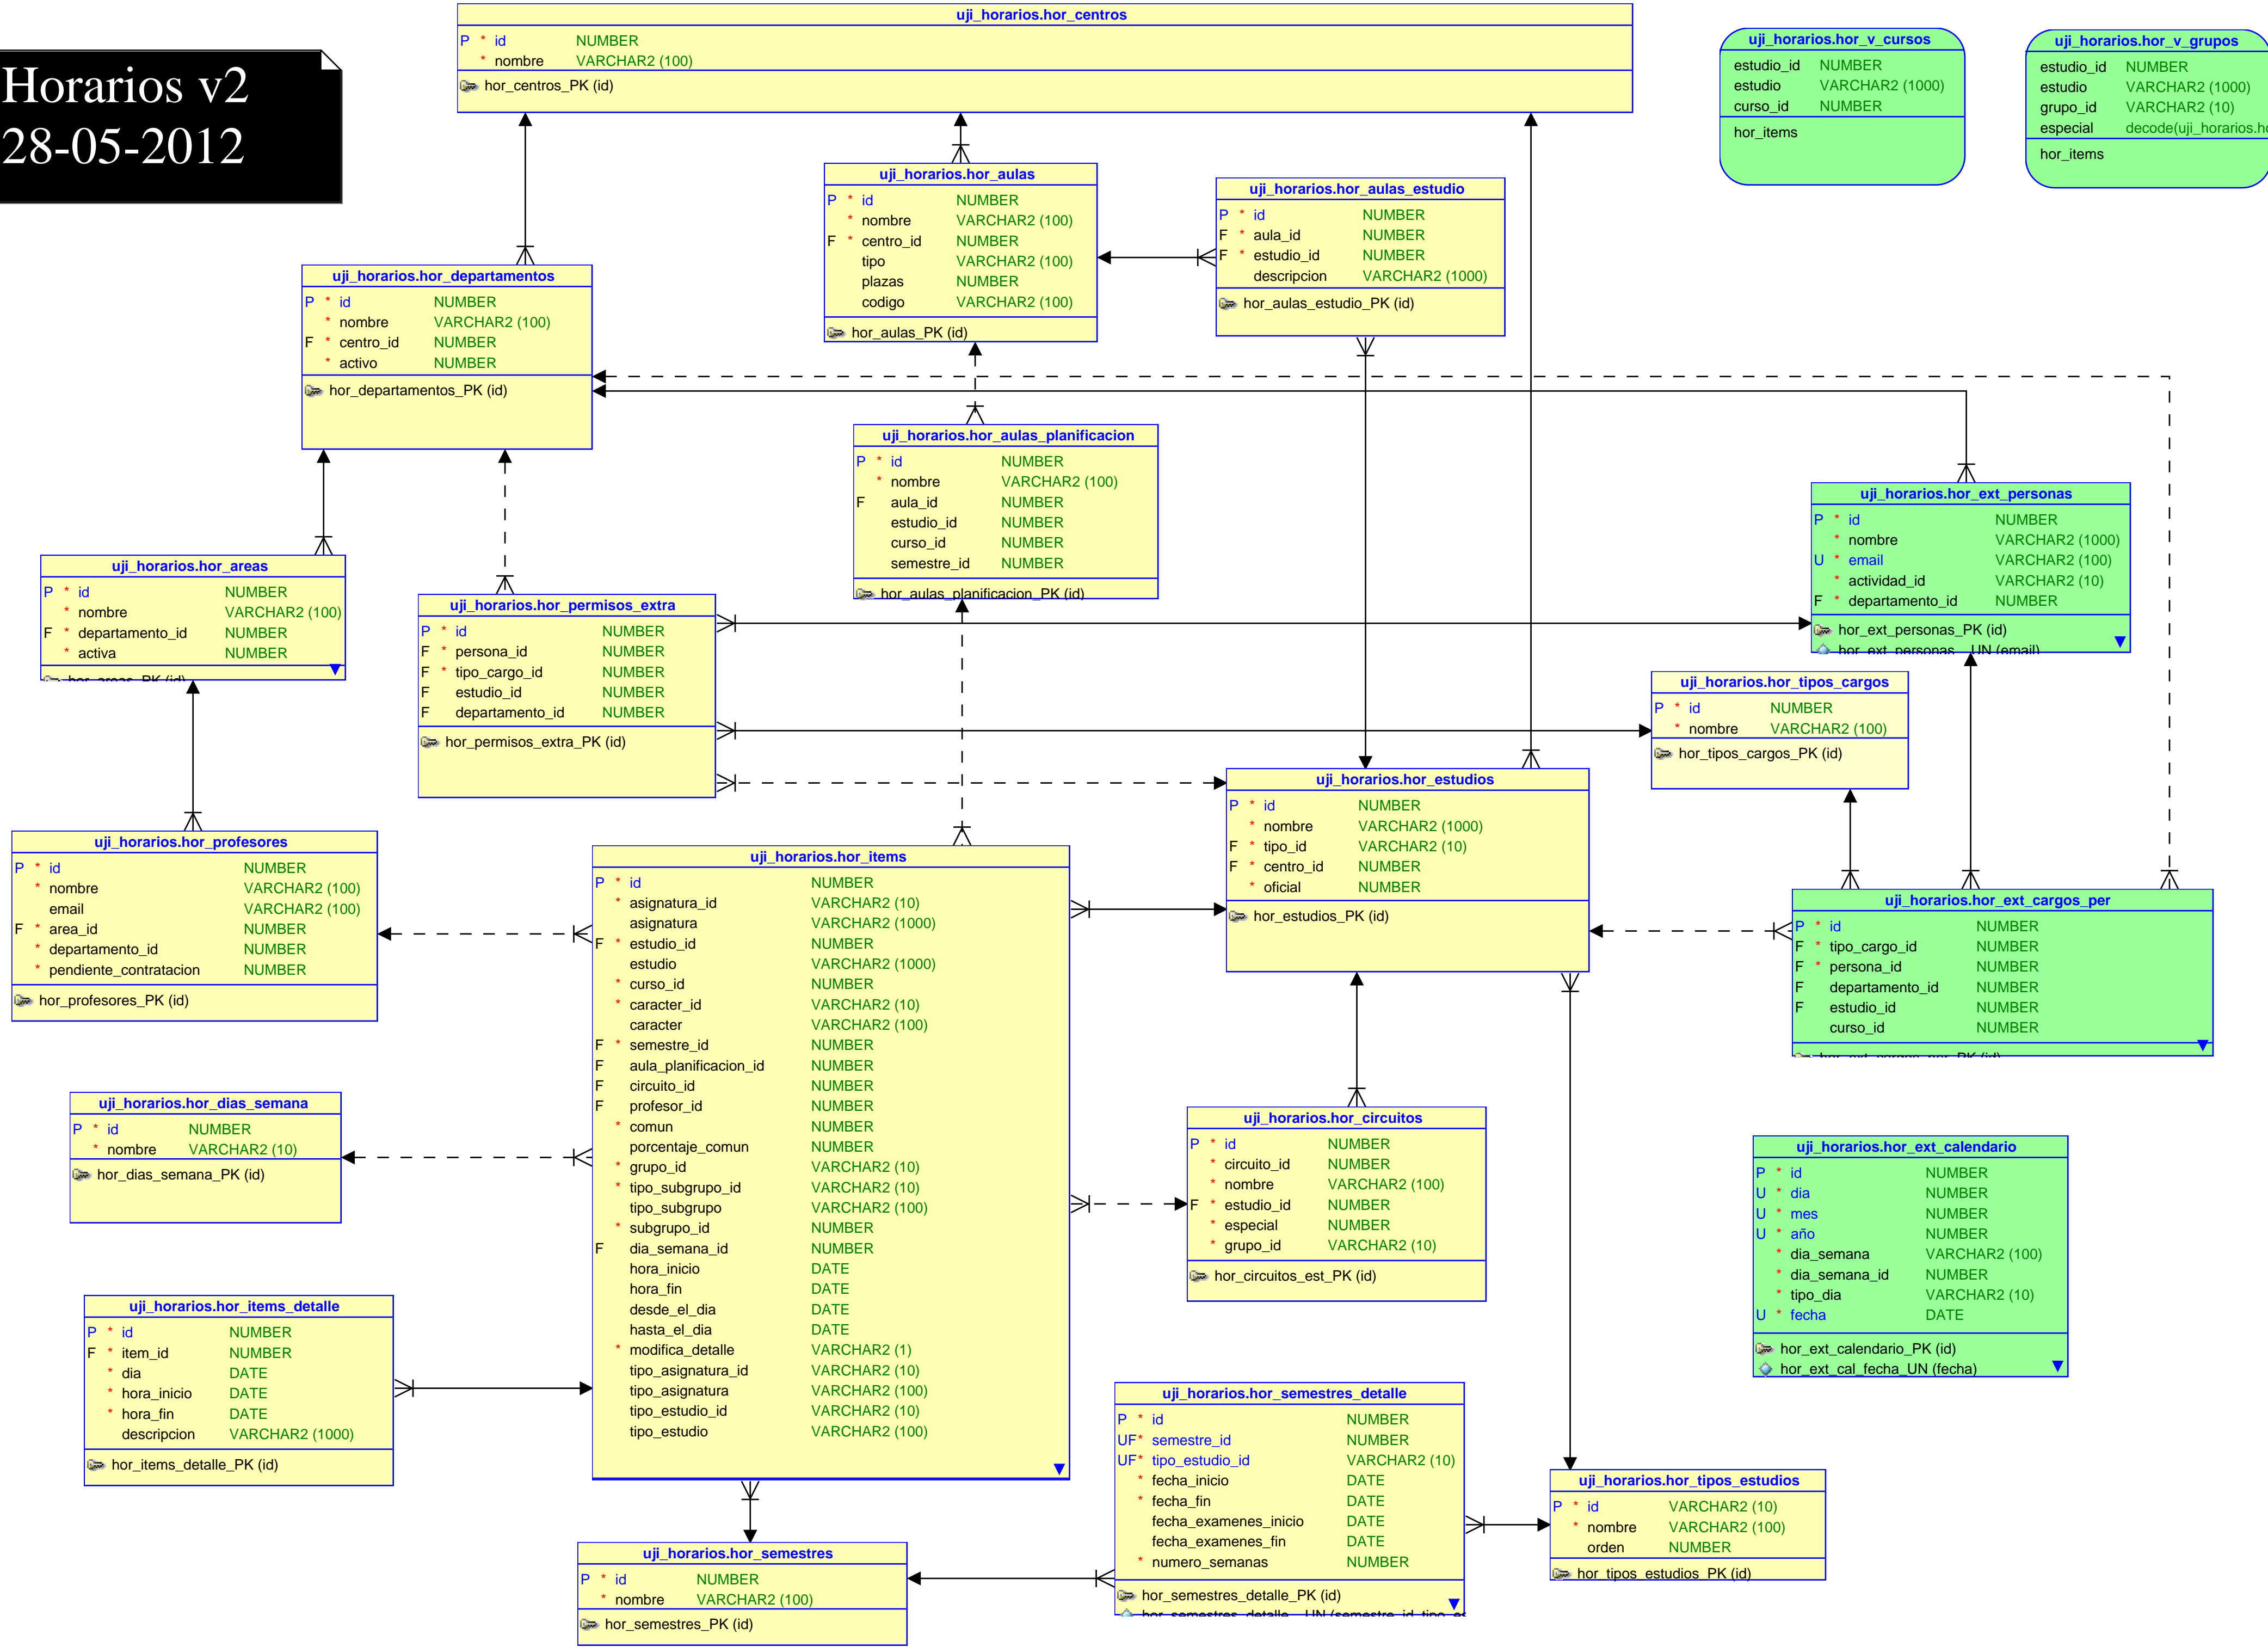 Horarios v2
28-05-2012
uji_horarios.hor_centros
P * id NUMBER
* nombre VARCHAR2 (100)
hor_centros_PK (id)
uji_horarios.hor_v_cursos
estudio_id NUMBER
estudio VARCHAR2 (1000)
curso_id NUMBER
hor_items
uji_horarios.hor_v_grupos
estudio_id NUMBER
estudio VARCHAR2 (1000)
grupo_id VARCHAR2 (10)
especial decode(uji_horarios.ho
hor_items
uji_horarios.hor_aulas
P * id NUMBER
* nombre VARCHAR2 (100)
F * centro_id NUMBER
tipo VARCHAR2 (100)
plazas NUMBER
codigo VARCHAR2 (100)
hor_aulas_PK (id)
uji_horarios.hor_aulas_estudio
P * id NUMBER
F * aula_id NUMBER
F * estudio_id NUMBER
descripcion VARCHAR2 (1000)
hor_aulas_estudio_PK (id)
uji_horarios.hor_departamentos
P * id NUMBER
* nombre VARCHAR2 (100)
F * centro_id NUMBER
* activo NUMBER
hor_departamentos_PK (id)
uji_horarios.hor_aulas_planificacion
P * id NUMBER
* nombre VARCHAR2 (100)
F aula_id NUMBER
estudio_id NUMBER
curso_id NUMBER
semestre_id NUMBER
hor_aulas_planificacion_PK (id)
uji_horarios.hor_ext_personas
P * id NUMBER
* nombre VARCHAR2 (1000)
U * email VARCHAR2 (100)
* actividad_id VARCHAR2 (10)
F * departamento_id NUMBER
hor_ext_personas_PK (id)
hor_ext_personas__UN (email)
uji_horarios.hor_areas
P * id NUMBER
* nombre VARCHAR2 (100)
F * departamento_id NUMBER
* activa NUMBER
hor_areas_PK (id)
uji_horarios.hor_permisos_extra
P * id NUMBER
F * persona_id NUMBER
F * tipo_cargo_id NUMBER
F estudio_id NUMBER
F departamento_id NUMBER
hor_permisos_extra_PK (id)
uji_horarios.hor_tipos_cargos
P * id NUMBER
* nombre VARCHAR2 (100)
hor_tipos_cargos_PK (id)
uji_horarios.hor_estudios
P * id NUMBER
* nombre VARCHAR2 (1000)
F * tipo_id VARCHAR2 (10)
F * centro_id NUMBER
* oficial NUMBER
hor_estudios_PK (id)
uji_horarios.hor_profesores
P * id NUMBER
* nombre VARCHAR2 (100)
email VARCHAR2 (100)
F * area_id NUMBER
* departamento_id NUMBER
* pendiente_contratacion NUMBER
hor_profesores_PK (id)
uji_horarios.hor_items
P * id NUMBER
* asignatura_id VARCHAR2 (10)
asignatura VARCHAR2 (1000)
F * estudio_id NUMBER
estudio VARCHAR2 (1000)
* curso_id NUMBER
* caracter_id VARCHAR2 (10)
caracter VARCHAR2 (100)
F * semestre_id NUMBER
F aula_planificacion_id NUMBER
F circuito_id NUMBER
F profesor_id NUMBER
* comun NUMBER
porcentaje_comun NUMBER
* grupo_id VARCHAR2 (10)
* tipo_subgrupo_id VARCHAR2 (10)
tipo_subgrupo VARCHAR2 (100)
* subgrupo_id NUMBER
F dia_semana_id NUMBER
hora_inicio DATE
hora_fin DATE
desde_el_dia DATE
hasta_el_dia DATE
* modifica_detalle VARCHAR2 (1)
tipo_asignatura_id VARCHAR2 (10)
tipo_asignatura VARCHAR2 (100)
tipo_estudio_id VARCHAR2 (10)
tipo_estudio VARCHAR2 (100)
uji_horarios.hor_ext_cargos_per
P * id NUMBER
F * tipo_cargo_id NUMBER
F * persona_id NUMBER
F departamento_id NUMBER
F estudio_id NUMBER
curso_id NUMBER
hor_ext_cargos_per_PK (id)
uji_horarios.hor_dias_semana
P * id NUMBER
* nombre VARCHAR2 (10)
hor_dias_semana_PK (id)
uji_horarios.hor_circuitos
P * id NUMBER
* circuito_id NUMBER
* nombre VARCHAR2 (100)
F * estudio_id NUMBER
* especial NUMBER
* grupo_id VARCHAR2 (10)
hor_circuitos_est_PK (id)
uji_horarios.hor_ext_calendario
P * id NUMBER
U * dia NUMBER
U * mes NUMBER
U * año NUMBER
* dia_semana VARCHAR2 (100)
* dia_semana_id NUMBER
* tipo_dia VARCHAR2 (10)
U * fecha DATE
hor_ext_calendario_PK (id)
hor_ext_cal_fecha_UN (fecha)
uji_horarios.hor_items_detalle
P * id NUMBER
F * item_id NUMBER
* dia DATE
* hora_inicio DATE
* hora_fin DATE
descripcion VARCHAR2 (1000)
hor_items_detalle_PK (id)
uji_horarios.hor_semestres_detalle
P * id NUMBER
UF* semestre_id NUMBER
UF* tipo_estudio_id VARCHAR2 (10)
* fecha_inicio DATE
* fecha_fin DATE
fecha_examenes_inicio DATE
fecha_examenes_fin DATE
* numero_semanas NUMBER
hor_semestres_detalle_PK (id)
hor_semestres_detalle__UN (semestre_id, tipo_es
uji_horarios.hor_tipos_estudios
P * id VARCHAR2 (10)
* nombre VARCHAR2 (100)
orden NUMBER
hor_tipos_estudios_PK (id)
uji_horarios.hor_semestres
P * id NUMBER
* nombre VARCHAR2 (100)
hor_semestres_PK (id)